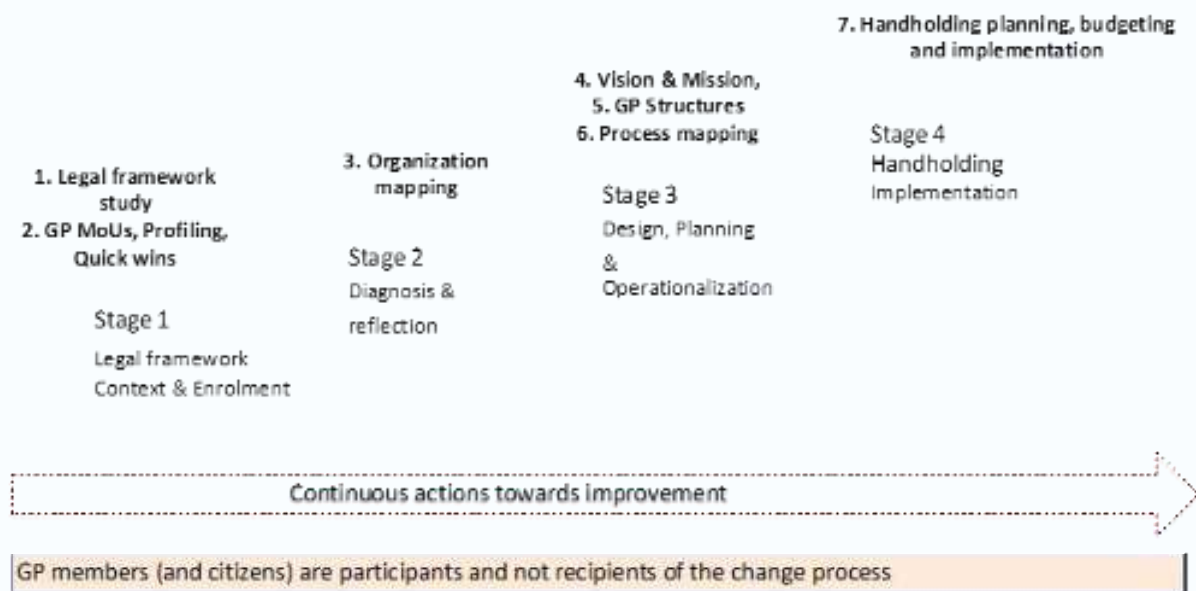 1. Legal framework
study
2. GP MoUs, Profiling,
Quick wins
Stage 1
Legal framework
Context & Enrolment
3. Organization
mapping
Stage 2
Diagnosis &
reflection
4. Vision & Mission,
5. GP Structures
6. Process mapping
Stage 3
Design, Planning
&
Operationalization
7. Handholding planning, budgeting
and implementation
Stage 4
Handholding
Implementation
Continuous actions towards improvement
GP members (and citizens) are participants and not recipients of the change process